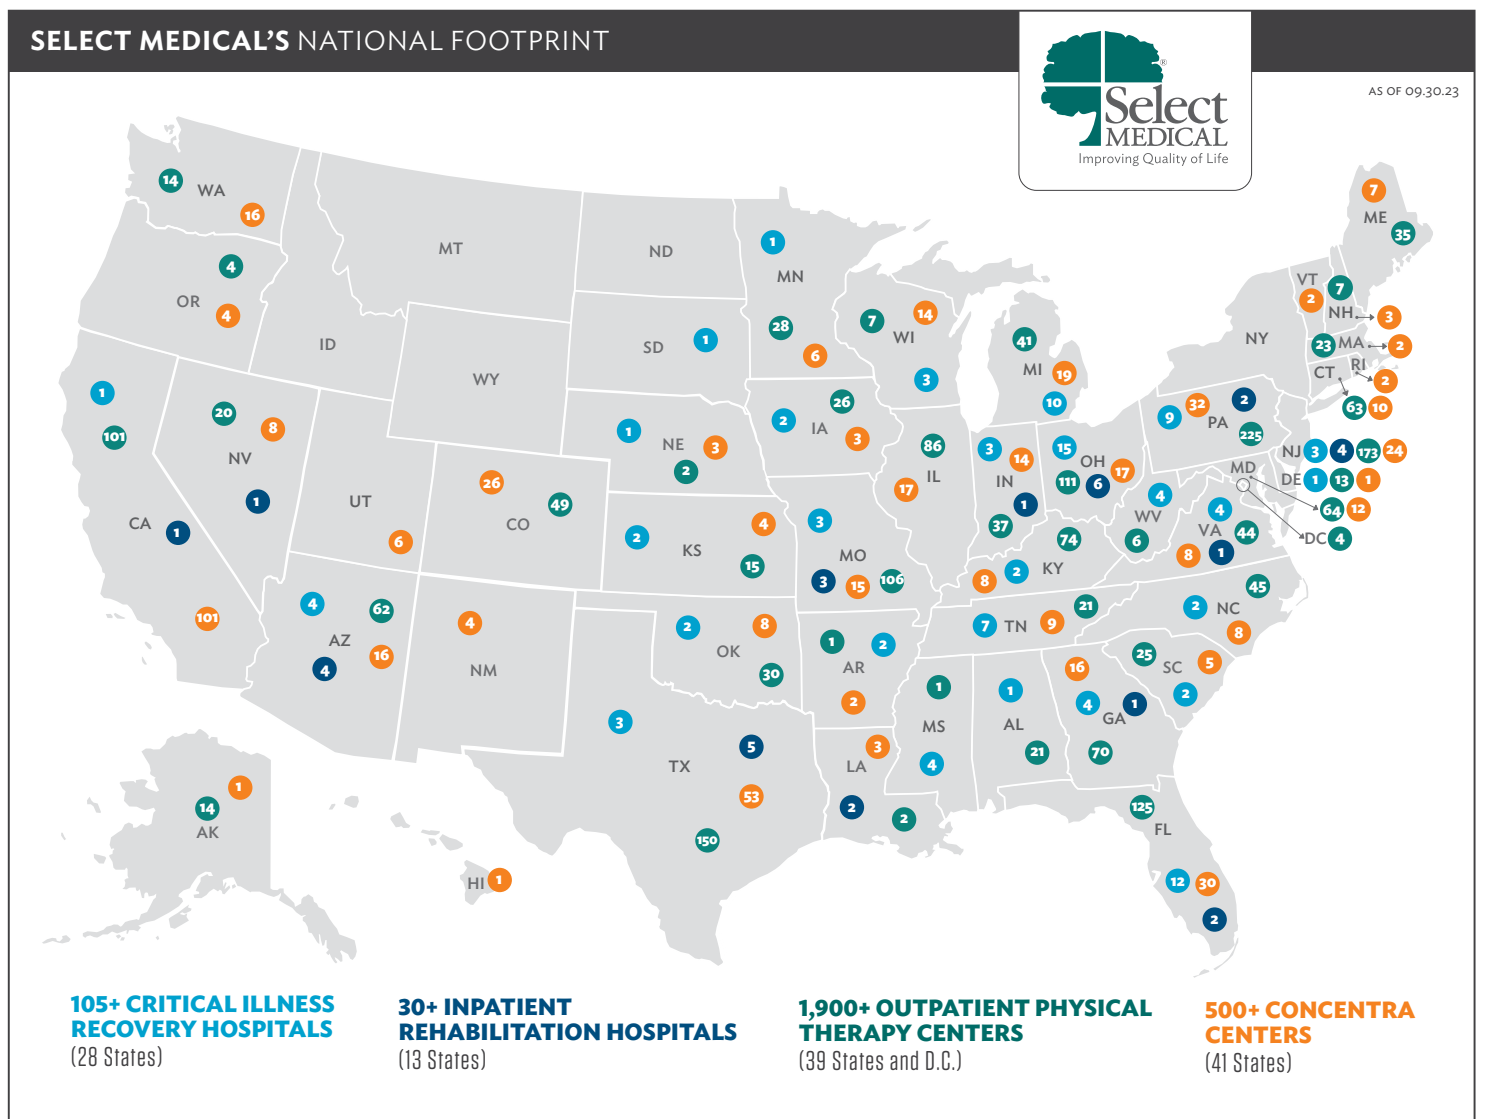 SELECT MEDICAL'S NATIONAL FOOTPRINT
Select
MEDICAL
®
Improving Quality of Life
AS OF 09.30.23
14
WA
16
4
OR
4
ID
MT
WY
ND
SD 1
1
MN
28
6
7
14
WI
3
41
MI 19
10
7
ME
35
VT
2
7
NH 3
23 MA 2
RI
2
CT
63 10
NY
9 32 2
PA
225
NJ 3 4 173 24
DE 1 13 1
MD
64 12
DC 4
1
101
CA 1
101
20
8
NV
1
UT
6
26
49
CO
1
NE 3
2
2
26
IA
3
86
IL
17
3
14
IN
1
37
15
OH
17
111 6
4
WV
6
4
VA 44
8 1
2
4
KS
15
3
MO
3 15 106
74
8 2 KY
4
62
AZ
16
4
4
NM
2
8
OK
30
1
2
AR
2
21
7 TN 9
45
2 NC
8
25
SC 5
2
3
5
TX
53
150
3
LA
2
2
1
MS
4
1
AL
21
16
4 1
GA
70
125
FL
12 30
2
1
14
AK
HI 1
105+ CRITICAL ILLNESS
RECOVERY HOSPITALS
(28 States)
30+ INPATIENT
REHABILITATION HOSPITALS
(13 States)
1,900+ OUTPATIENT PHYSICAL
THERAPY CENTERS
(39 States and D.C.)
500+ CONCENTRA
CENTERS
(41 States)